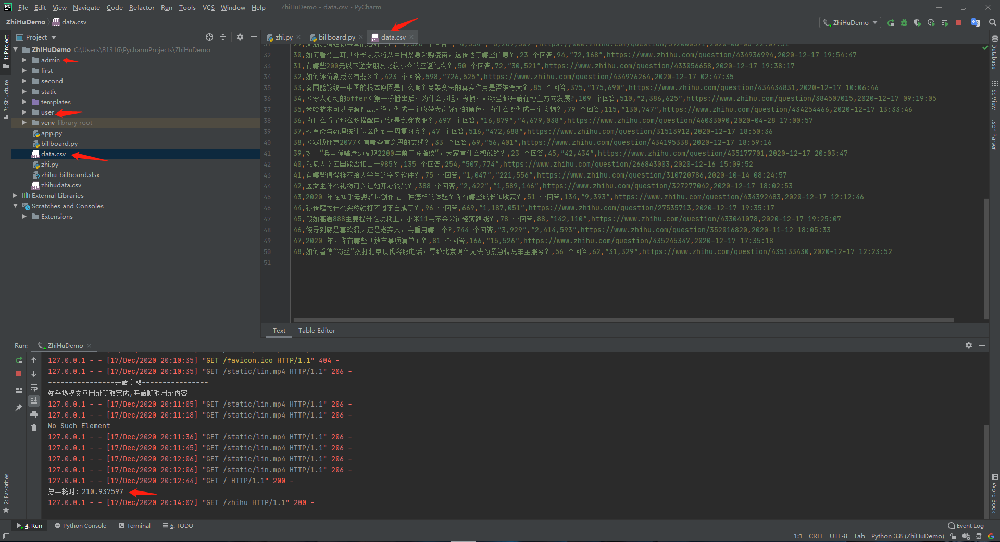 File Edit View Navigate Code Refactor Run Tools VCS Window Help ZhiHuDemo - data.csv - PyCharm
ZhiHuDemo data.csv
ZhiHuDemo
1: Project
7: Structure
2: Favorites
Project
ZhiHuDemo C:\Users\81316\PycharmProjects\ZhiHuDemo
admin
first
second
static
templates
user
venv library root
app.py
billboard.py
data.csv
zhi.py
zhihu-billboard.xlsx
zhihudata.csv
External Libraries
Scratches and Consoles
Extensions
zhi.py billboard.py data.csv
32 30,如何看待土耳其外长表示将从中国紧急采购疫苗，这传达了哪些信息？,23 个回答,94,"72,168",https://www.zhihu.com/question/434936994,2020-12-17 19:54:47
33 31,有哪些200元以下送女朋友比较小众的圣诞礼物？,50 个回答,72,"30,521",https://www.zhihu.com/question/433056658,2020-12-17 19:38:17
34 32,如何评价剧版《有翡》？,423 个回答,598,"726,525",https://www.zhihu.com/question/434976264,2020-12-17 02:47:35
35 33,秦国能够统一中国的根本原因是什么呢？商鞅变法的真实作用是否被夸大？,85 个回答,375,"175,690",https://www.zhihu.com/question/434434831,2020-12-17 10:06:46
36 34,《令人心动的offer》第一季播出后，为什么郭旭，梅桢，邓冰莹都开始往博主方向发展?,109 个回答,510,"2,386,625",https://www.zhihu.com/question/384507015,2020-12-17 09:19:05
37 35,米哈游本可以按照钟离人设，做成一个收获大家好评的角色，为什么要做成一个废物？,79 个回答,115,"130,747",https://www.zhihu.com/question/434254466,2020-12-17 13:33:46
38 36,为什么看了那么多搭配自己还是乱穿衣服？,697 个回答,"16,879","4,679,038",https://www.zhihu.com/question/46033090,2020-04-28 17:00:57
39 37,概率论与数理统计怎么做到一周复习完？,47 个回答,516,"472,688",https://www.zhihu.com/question/31513912,2020-12-17 18:50:36
40 38,《赛博朋克2077》有哪些有意思的支线？,33 个回答,69,"56,401",https://www.zhihu.com/question/434195338,2020-12-17 18:59:16
41 39,对于“兵马俑嘴唇边发现2200年前工匠指纹”，大家有什么想说的？,23 个回答,45,"42,434",https://www.zhihu.com/question/435177701,2020-12-17 20:03:47
42 40,悉尼大学回国能否相当于985？,135 个回答,254,"507,774",https://www.zhihu.com/question/266843003,2020-12-16 15:09:52
43 41,有哪些值得推荐给大学生的学习软件？,75 个回答,"1,047","221,556",https://www.zhihu.com/question/310720786,2020-10-14 08:24:57
44 42,送女生什么礼物可以让她开心很久？,388 个回答,"2,422","1,589,146",https://www.zhihu.com/question/327277042,2020-12-17 18:02:53
45 43,2020 年在知乎母婴领域创作是一种怎样的体验？你有哪些成长和收获？,51 个回答,134,"9,393",https://www.zhihu.com/question/434392483,2020-12-17 12:12:46
46 44,孙传庭为什么突然就打不过李自成了？,96 个回答,669,"1,187,051",https://www.zhihu.com/question/27535713,2020-12-17 19:35:17
47 45,假如高通888主要提升在功耗上，小米11会不会尝试轻薄路线？,78 个回答,88,"142,110",https://www.zhihu.com/question/433041078,2020-12-17 19:25:07
48 46,领导到底是喜欢滑头还是老实人，会重用哪一个?,744 个回答,"3,929","2,414,593",https://www.zhihu.com/question/352016820,2020-11-12 18:05:33
49 47,2020 年，你有哪些「放弃事项清单」？,81 个回答,166,"15,526",https://www.zhihu.com/question/435245347,2020-12-17 17:35:18
50 48,如何看待“粉丝”拨打北京现代客服电话，导致北京现代无法为紧急情况车主服务？,56 个回答,62,"31,329",https://www.zhihu.com/question/435133430,2020-12-17 12:23:52
51
Text Table Editor
Database
SciView
Json Parser
Word Book
Run: ZhiHuDemo
127.0.0.1 - - [17/Dec/2020 20:10:35] "GET /favicon.ico HTTP/1.1" 404 -
127.0.0.1 - - [17/Dec/2020 20:10:35] "GET /static/lin.mp4 HTTP/1.1" 206 -
----------------开始爬取----------------
知乎热榜文章网址爬取完成,开始爬取网址内容
127.0.0.1 - - [17/Dec/2020 20:11:05] "GET /static/lin.mp4 HTTP/1.1" 206 -
127.0.0.1 - - [17/Dec/2020 20:11:18] "GET /static/lin.mp4 HTTP/1.1" 206 -
No Such Element
127.0.0.1 - - [17/Dec/2020 20:11:36] "GET /static/lin.mp4 HTTP/1.1" 206 -
127.0.0.1 - - [17/Dec/2020 20:11:45] "GET /static/lin.mp4 HTTP/1.1" 206 -
127.0.0.1 - - [17/Dec/2020 20:12:06] "GET /static/lin.mp4 HTTP/1.1" 206 -
127.0.0.1 - - [17/Dec/2020 20:12:06] "GET /static/lin.mp4 HTTP/1.1" 206 -
127.0.0.1 - - [17/Dec/2020 20:12:44] "GET / HTTP/1.1" 200 -
总共耗时：210.937597
127.0.0.1 - - [17/Dec/2020 20:14:07] "GET /zhihu HTTP/1.1" 200 -
4: Run Python Console Terminal 6: TODO Event Log
1:1 CRLF UTF-8 Tab Python 3.8 (ZhiHuDemo)